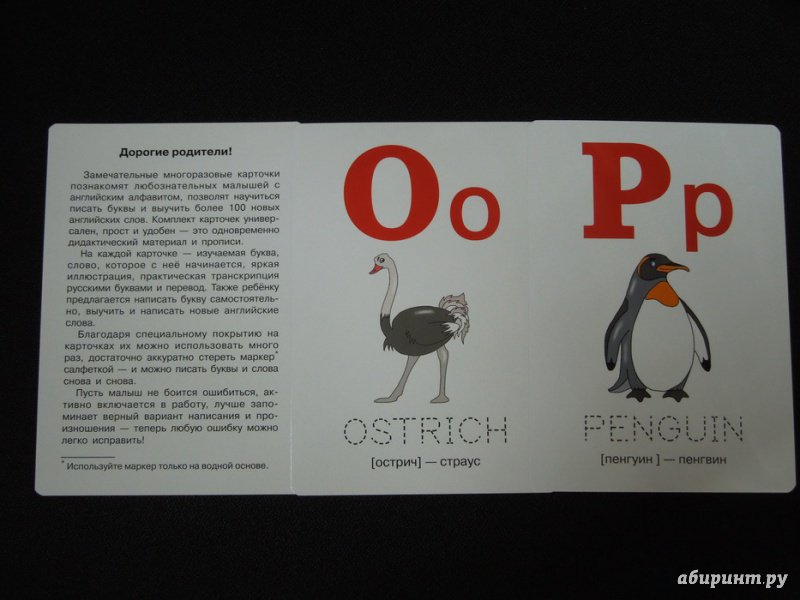 Дорогие родители!
Замечательные многоразовые карточки
познакомят любознательных малышей с
английским алфавитом, позволят научиться
писать буквы и выучить более 100 новых
английских слов. Комплект карточек универ-
сален, прост и удобен — это одновременно
дидактический материал и прописи.
На каждой карточке — изучаемая буква,
слово, которое с неё начинается, яркая
иллюстрация, практическая транскрипция
русскими буквами и перевод. Также ребёнку
предлагается написать букву самостоятель-
но, выучить и написать новые английские
слова.
Благодаря специальному покрытию на
карточках их можно использовать много
раз, достаточно аккуратно стереть маркер*
салфеткой — и можно писать буквы и слова
снова и снова.
Пусть малыш не боится ошибиться, ак-
тивно включается в работу, лучше запо-
минает верный вариант написания и про-
изношения — теперь любую ошибку можно
легко исправить!
* Используйте маркер только на водной основе.
Oo
OSTRICH
[острич] — страус
Pp
PENGUIN
[пенгуин ] — пенгвин
абиринт.ру